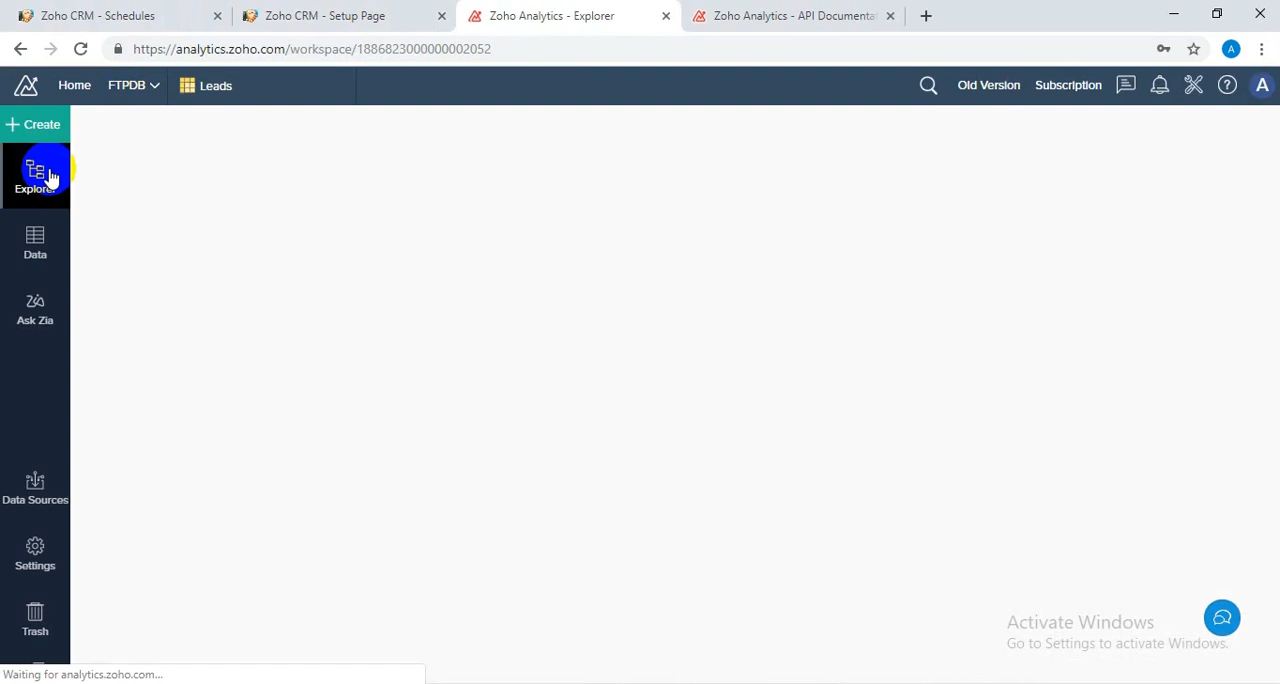 Zoho CRM - Schedules
Zoho CRM - Setup Page
Zoho Analytics - Explorer
Zoho Analytics - API Documenta
https://analytics.zoho.com/workspace/1886823000000002052
A
Home
FTPDB
Leads
Old Version
Subscription
A
+ Create
Explorer
Data
Ask Zia
Data Sources
Settings
Trash
Activate Windows
Go to Settings to activate Windows.
Waiting for analytics.zoho.com...